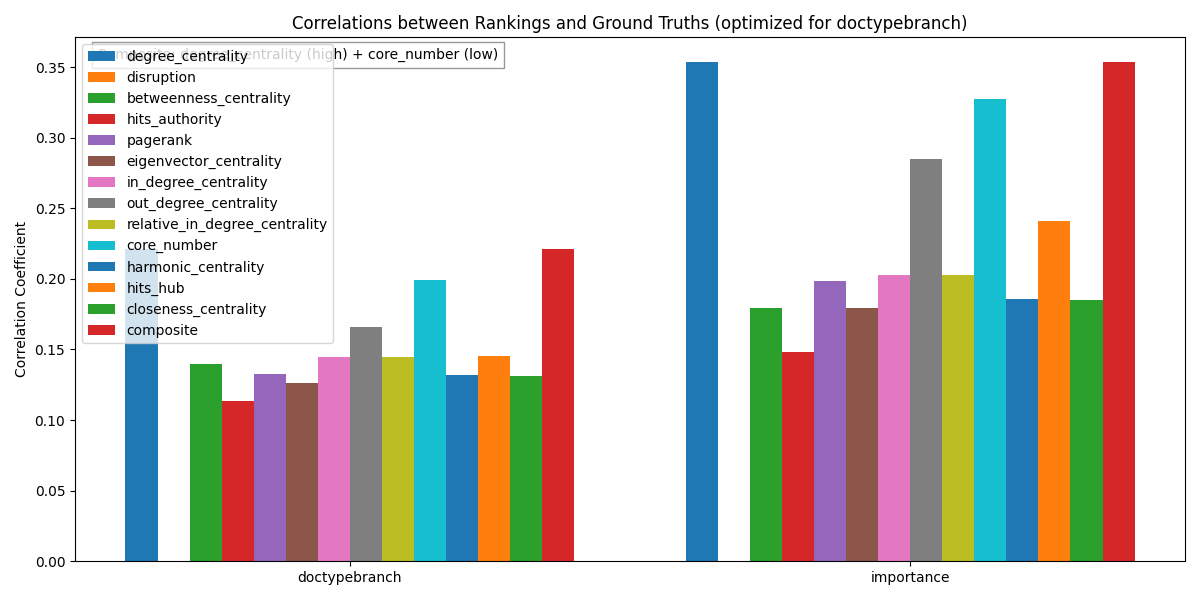 Correlations between Rankings and Ground Truths (optimized for doctypebranch)
Composite: degree_centrality (high) + core_number (low)
degree_centrality
disruption
betweenness_centrality
hits_authority
pagerank
eigenvector_centrality
in_degree_centrality
out_degree_centrality
relative_in_degree_centrality
core_number
harmonic_centrality
hits_hub
closeness_centrality
composite
Correlation Coefficient
0.35
0.30
0.25
0.20
0.15
0.10
0.05
0.00
doctypebranch
importance